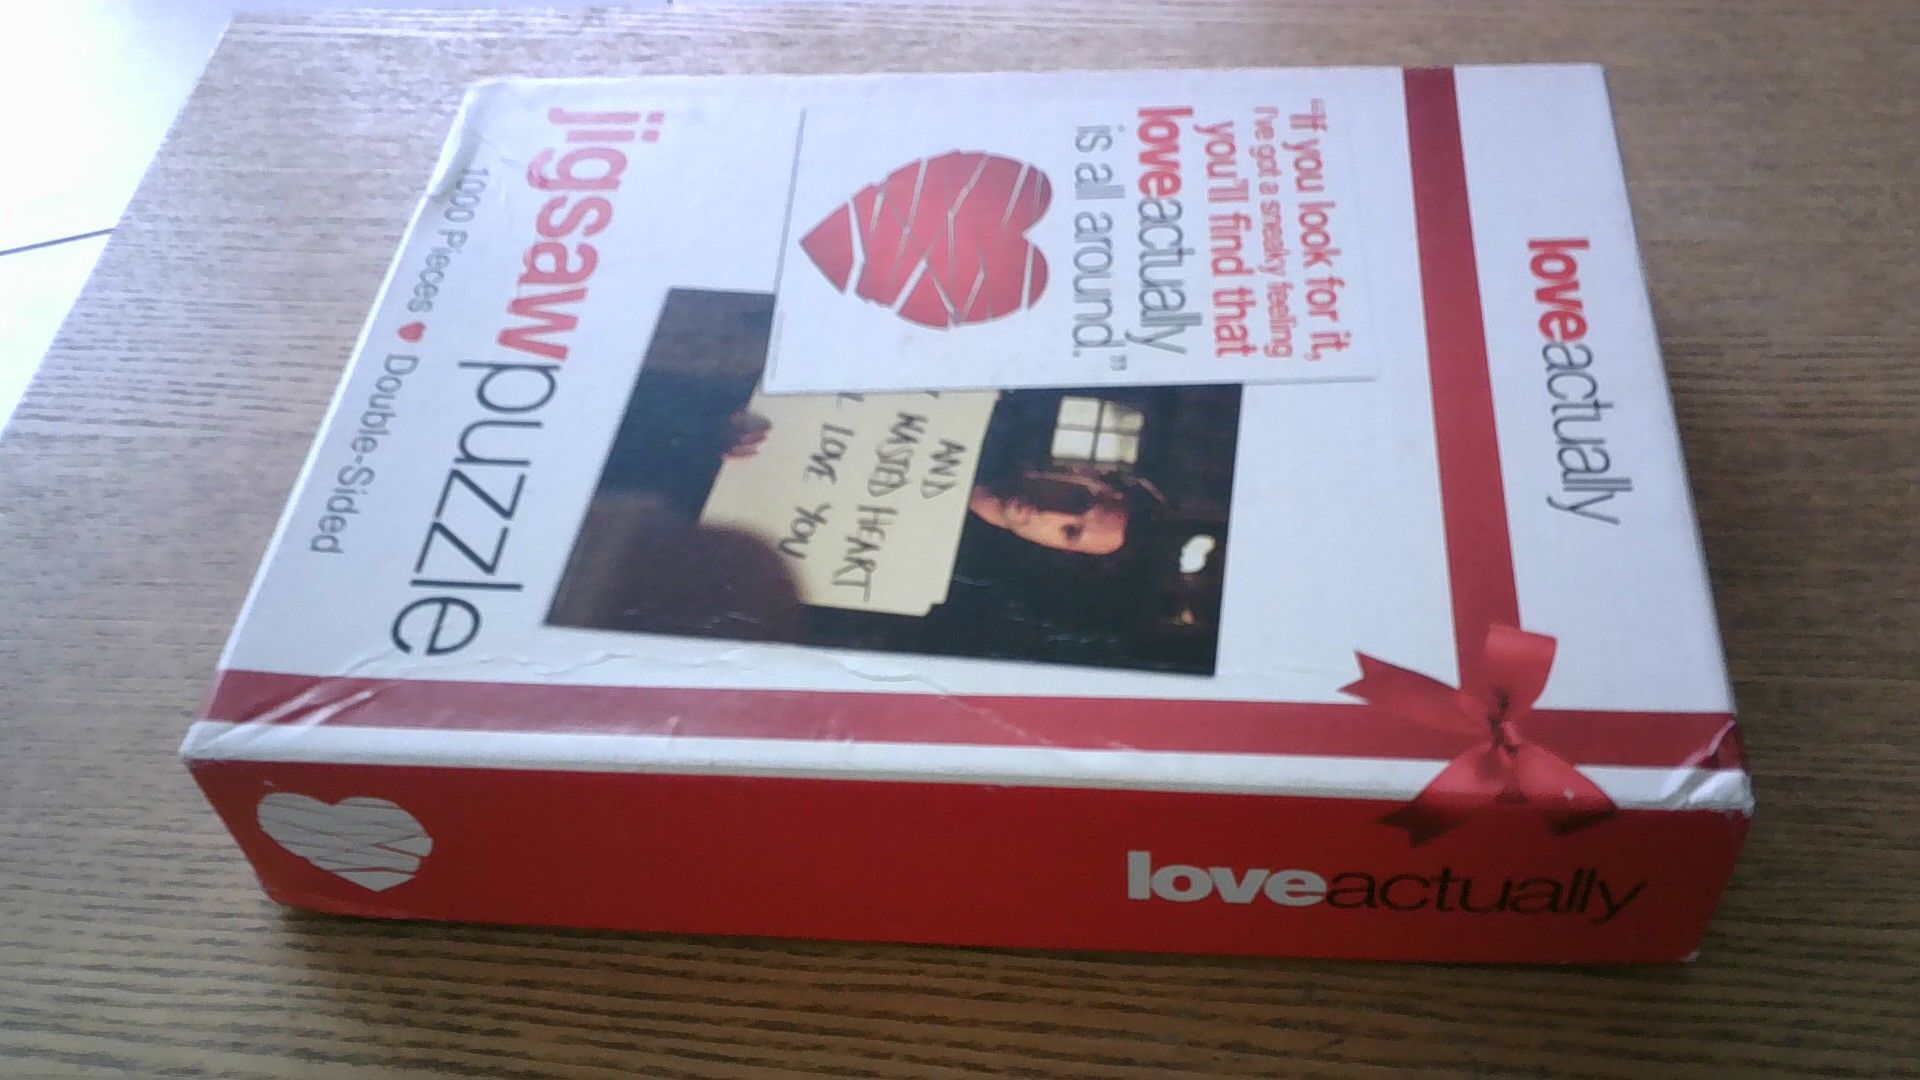 loveactually
"If you look for it,
I've got a sneaky feeling
you'll find that
loveactually
is all around."
AND
WASTED HEART
LOVE YOU
jigsawpuzzle
1000 Pieces ♥ Double-Sided
loveactually